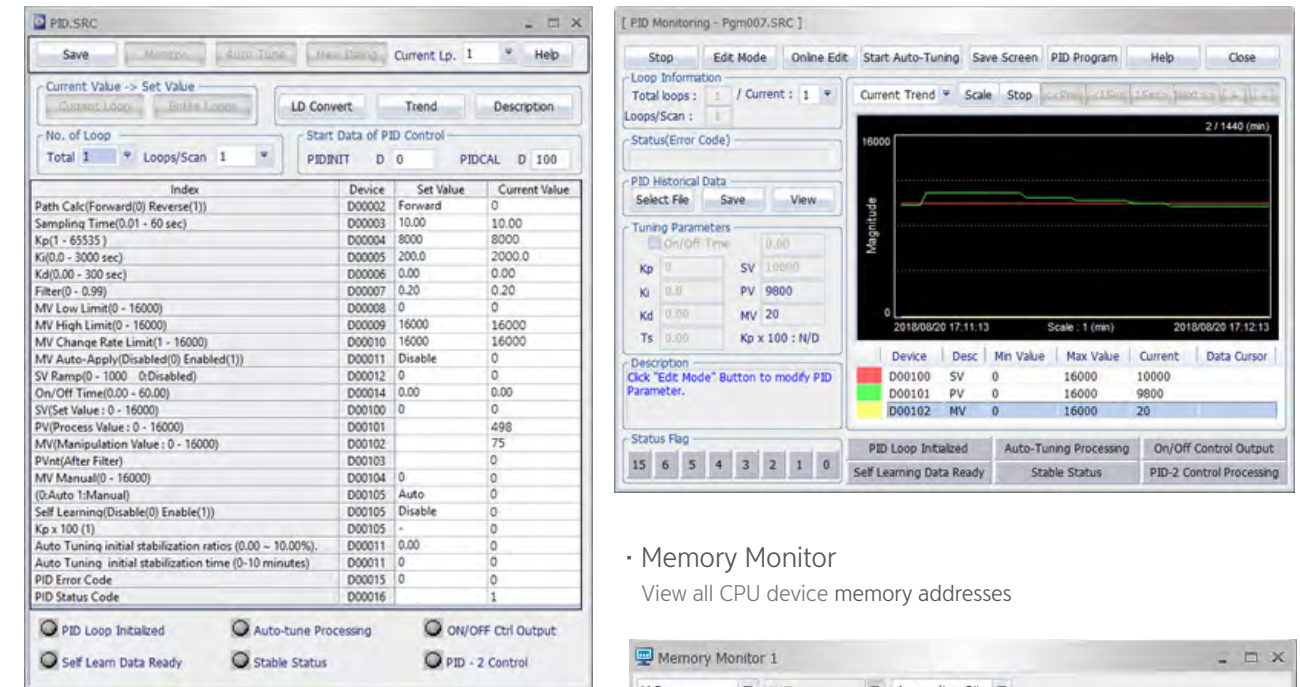 PID.SRC
Save Monitor Auto Tune New Dialog Current Lp. 1 Help
Current Value -> Set Value
Current Loop Entire Loops LD Convert Trend Description
No. of Loop
Total 1 Loops/Scan 1
Start Data of PID Control
PIDINIT D 0 PIDCAL D 100
Index Device Set Value Current Value
Path Calc(Forward(0) Reverse(1)) D00002 Forward 0
Sampling Time(0.01 - 60 sec) D00003 10.00 10.00
Kp(1 - 65535 ) D00004 8000 8000
Ki(0.0 - 3000 sec) D00005 200.0 2000.0
Kd(0.00 - 300 sec) D00006 0.00 0.00
Filter(0 - 0.99) D00007 0.20 0.20
MV Low Limit(0 - 16000) D00008 0 0
MV High Limit(0 - 16000) D00009 16000 16000
MV Change Rate Limit(1 - 16000) D00010 16000 16000
MV Auto-Apply(Disabled(0) Enabled(1)) D00011 Disable 0
SV Ramp(0 - 1000 0:Disabled) D00012 0 0
On/Off Time(0.00 - 60.00) D00014 0.00 0.00
SV(Set Value : 0 - 16000) D00100 0 0
PV(Process Value : 0 - 16000) D00101 498
MV(Manipulation Value : 0 - 16000) D00102 75
PVnt(After Filter) D00103 0
MV Manual(0 - 16000) D00104 0 0
(0:Auto 1:Manual) D00105 Auto 0
Self Learning(Disable(0) Enable(1)) D00105 Disable 0
Kp x 100 (1) D00105 - 0
Auto Tuning initial stabilization ratios (0.00 ~ 10.00%). D00011 0.00 0
Auto Tuning initial stabilization time (0-10 minutes) D00011 0 0
PID Error Code D00015 0 0
PID Status Code D00016 1
PID Loop Initialized Auto-tune Processing ON/OFF Ctrl Output
Self Learn Data Ready Stable Status PID - 2 Control
[ PID Monitoring - Pgm007.SRC ]
Stop Edit Mode Online Edit Start Auto-Tuning Save Screen PID Program Help Close
Loop Information
Total loops : 1 / Current : 1
Loops/Scan : 1
Status(Error Code)
PID Historical Data
Select File Save View
Tuning Parameters
On/Off Time 0.00
Kp 0 SV 10000
Ki 0.0 PV 9800
Kd 0.00 MV 20
Ts 0.00 Kp x 100 : N/D
Description
Click "Edit Mode" Button to modify PID
Parameter.
Status Flag
15 6 5 4 3 2 1 0
Current Trend Scale Stop
2 / 1440 (min)
16000
Magnitude
0
2018/08/20 17:11:13 Scale : 1 (min) 2018/08/20 17:12:13
Device Desc Min Value Max Value Current Data Cursor
D00100 SV 0 16000 10000
D00101 PV 0 16000 9800
D00102 MV 0 16000 20
PID Loop Initialized Auto-Tuning Processing On/Off Control Output
Self Learning Data Ready Stable Status PID-2 Control Processing
· Memory Monitor
View all CPU device memory addresses
Memory Monitor 1